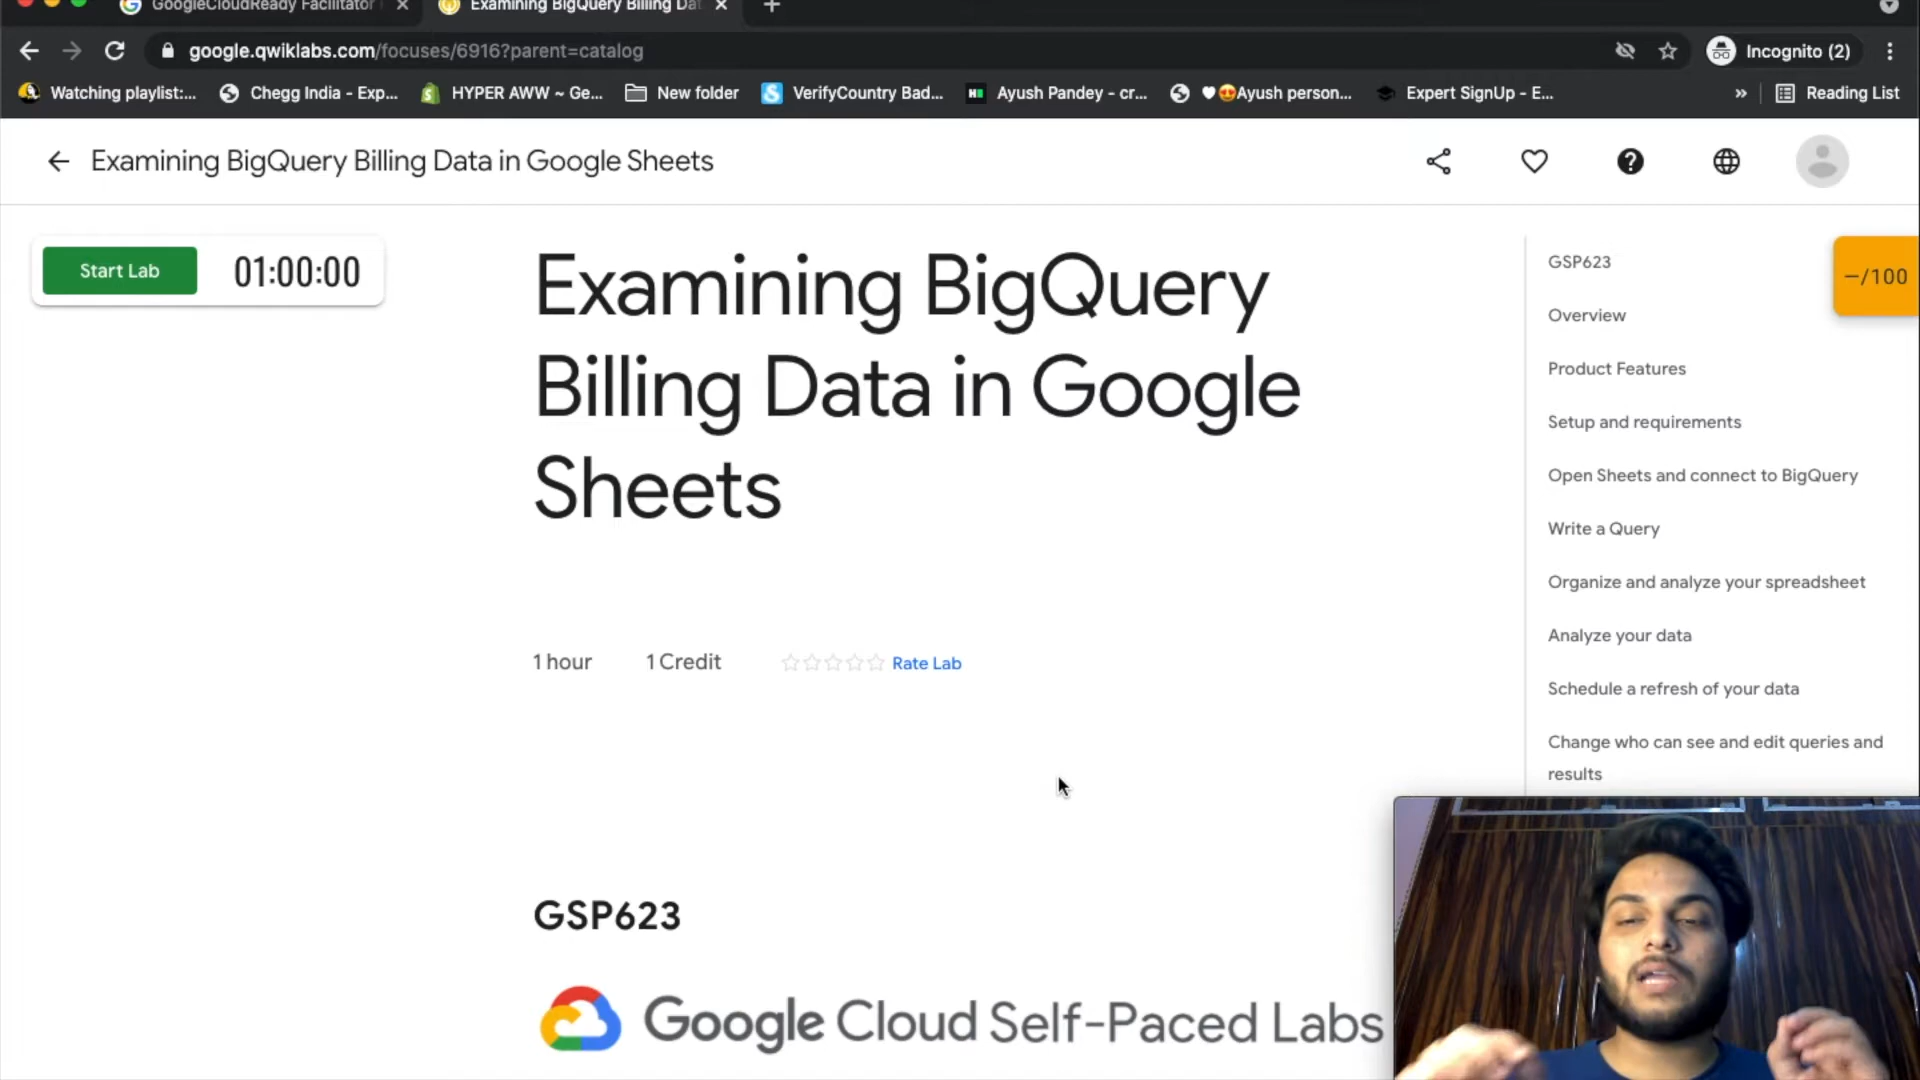 GoogleCloudReady Facilitator
Examining BigQuery Billing Dat
google.qwiklabs.com/focuses/6916?parent=catalog
Incognito (2)
Watching playlist:...
Chegg India - Exp...
HYPER AWW ~ Ge...
New folder
VerifyCountry Bad...
Ayush Pandey - cr...
Ayush person...
Expert SignUp - E...
»
Reading List
Examining BigQuery Billing Data in Google Sheets
Start Lab
01:00:00
Examining BigQuery
Billing Data in Google
Sheets
1 hour
1 Credit
Rate Lab
GSP623
Google Cloud Self-Paced Labs
GSP623
Overview
Product Features
Setup and requirements
Open Sheets and connect to BigQuery
Write a Query
Organize and analyze your spreadsheet
Analyze your data
Schedule a refresh of your data
Change who can see and edit queries and
results
—/100